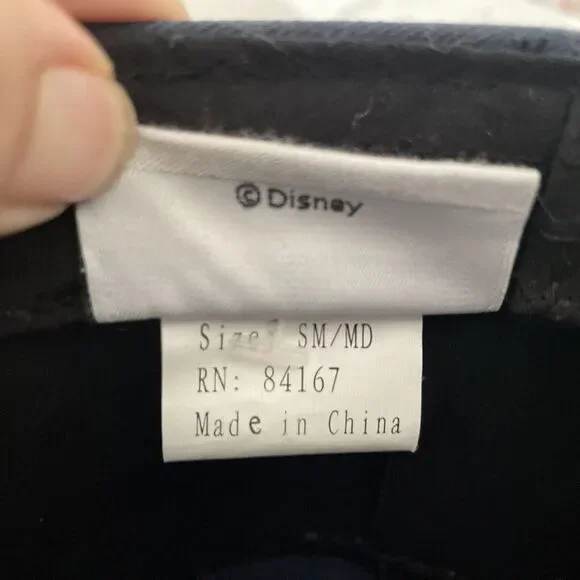 ©Disney
Size: SM/MD
RN: 84167
Made in China